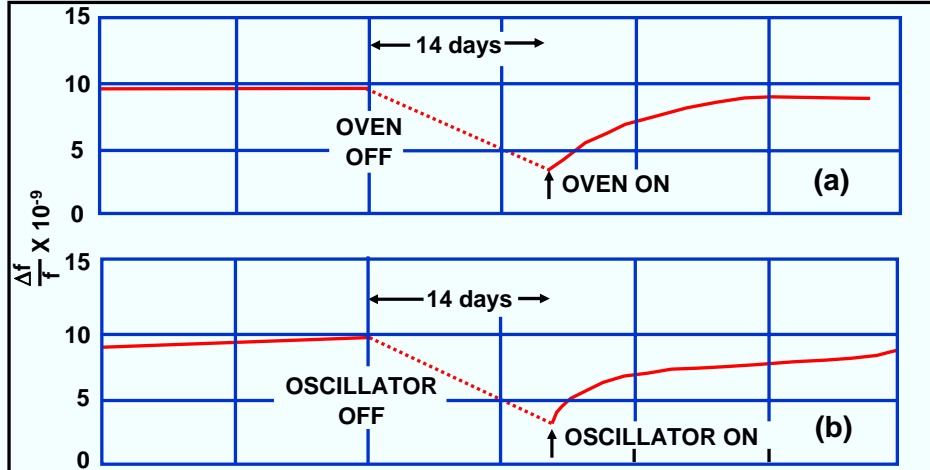 15
14 days
10
OVEN
OFF
5
OVEN ON
(a)
0
Δf
f
X 10-9
15
14 days
10
OSCILLATOR
OFF
5
OSCILLATOR ON
(b)
0